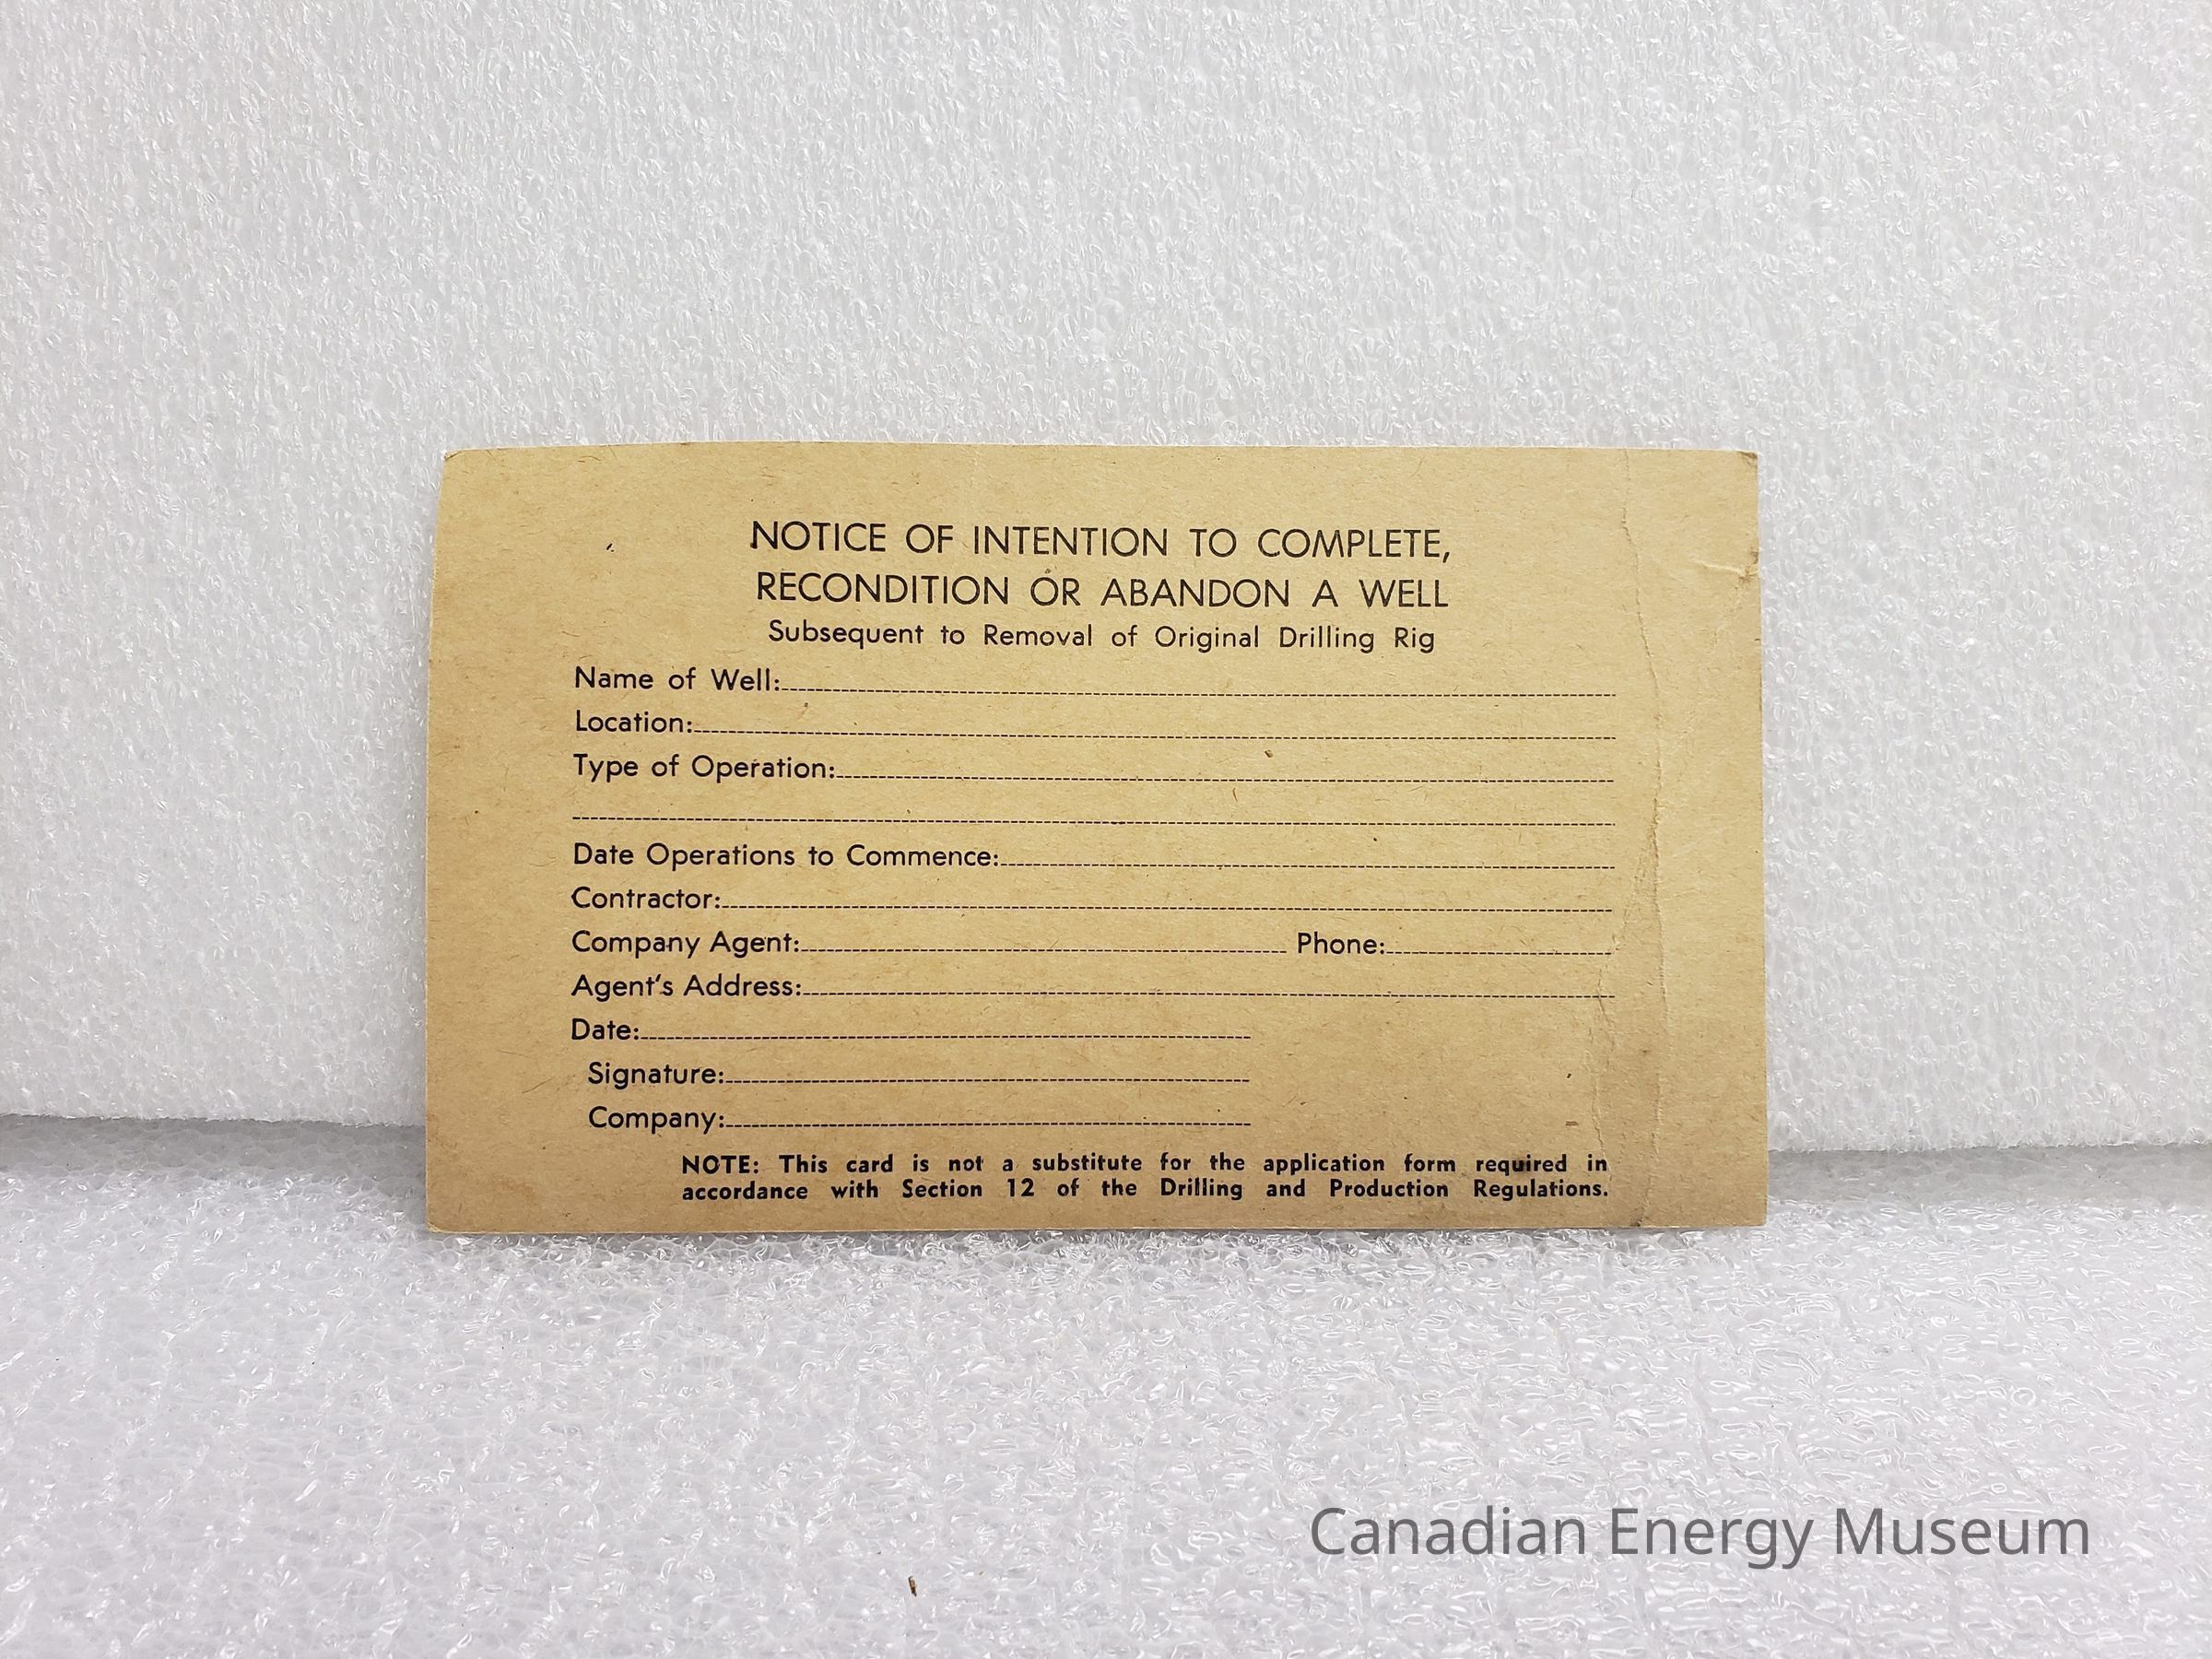 NOTICE OF INTENTION TO COMPLETE,
RECONDITION OR ABANDON A WELL
Subsequent to Removal of Original Drilling Rig
Name of Well:
Location:
Type of Operation:
Date Operations to Commence:
Contractor:
Company Agent: Phone:
Agent's Address:
Date:
Signature:
Company:
NOTE: This card is not a substitute for the application form required in
accordance with Section 12 of the Drilling and Production Regulations.
Canadian Energy Museum